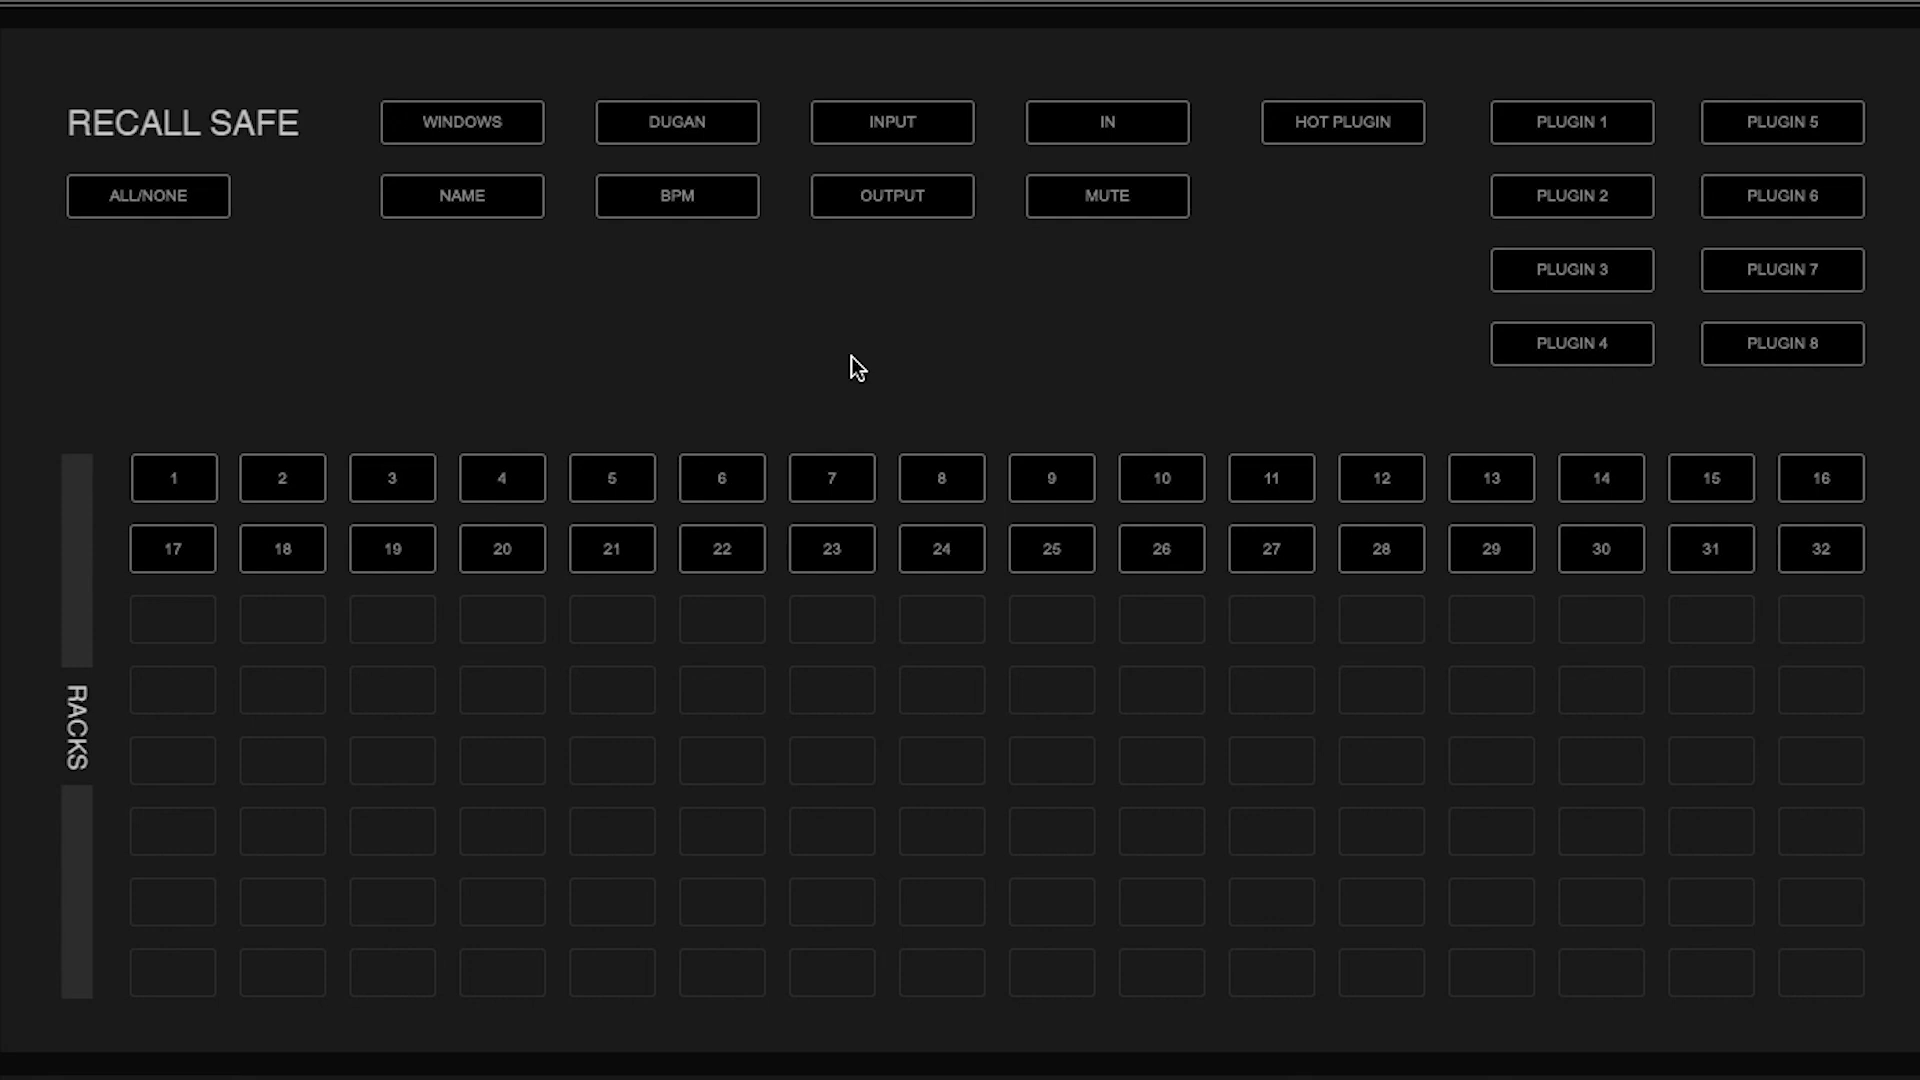 RECALL SAFE WINDOWS DUGAN INPUT IN HOT PLUGIN PLUGIN 1 PLUGIN 5
ALL/NONE NAME BPM OUTPUT MUTE PLUGIN 2 PLUGIN 6
PLUGIN 3 PLUGIN 7
PLUGIN 4 PLUGIN 8
1 2 3 4 5 6 7 8 9 10 11 12 13 14 15 16
17 18 19 20 21 22 23 24 25 26 27 28 29 30 31 32
RACKS